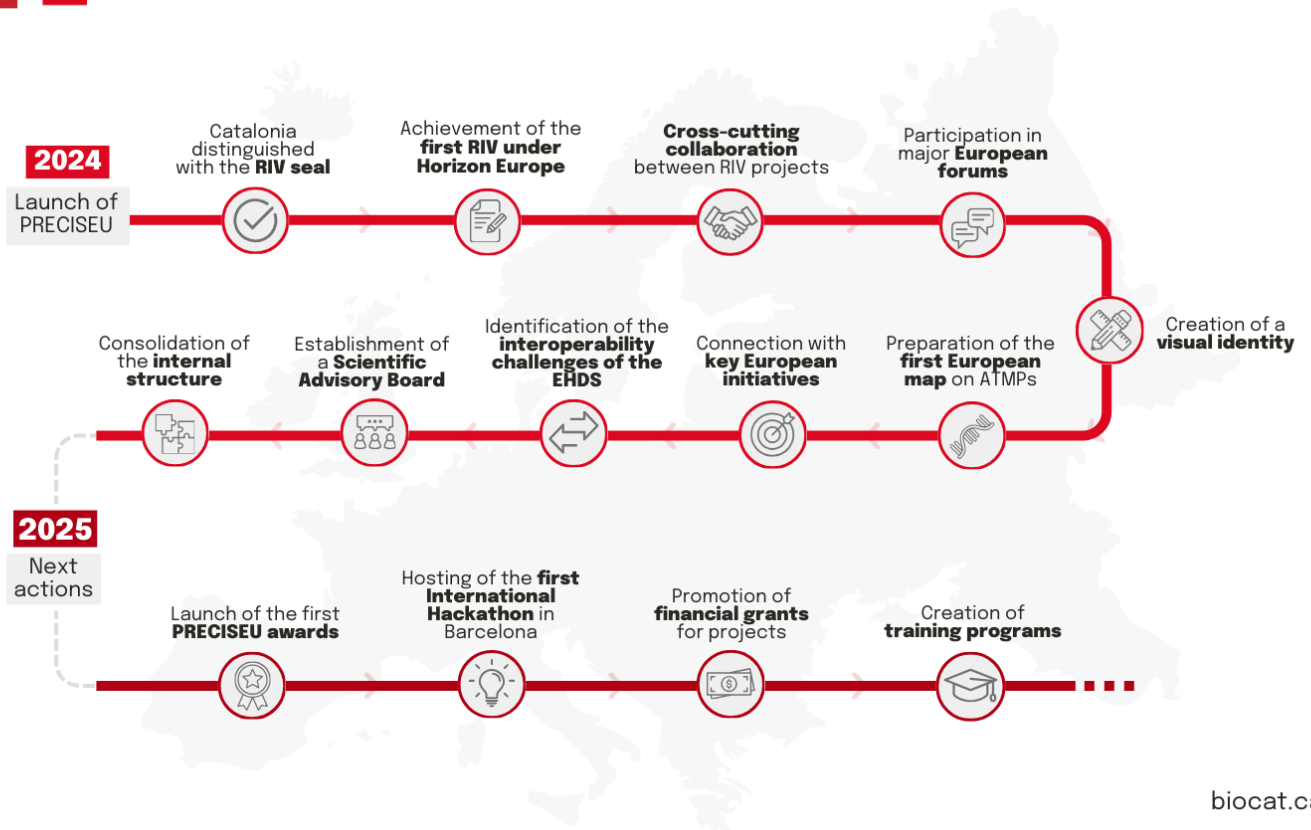 2024
Launch of
PRECISEU
Catalonia
distinguished
with the RIV seal
Achievement of the
first RIV under
Horizon Europe
Cross-cutting
collaboration
between RIV projects
Participation in
major European
forums
Creation of a
visual identity
Preparation of the
first European
map on ATMPs
Connection with
key European
initiatives
Identification of the
interoperability
challenges of the
EHDS
Establishment of
a Scientific
Advisory Board
Consolidation of
the internal
structure
2025
Next
actions
Launch of the first
PRECISEU awards
Hosting of the first
International
Hackathon in
Barcelona
Promotion of
financial grants
for projects
Creation of
training programs
biocat.ca